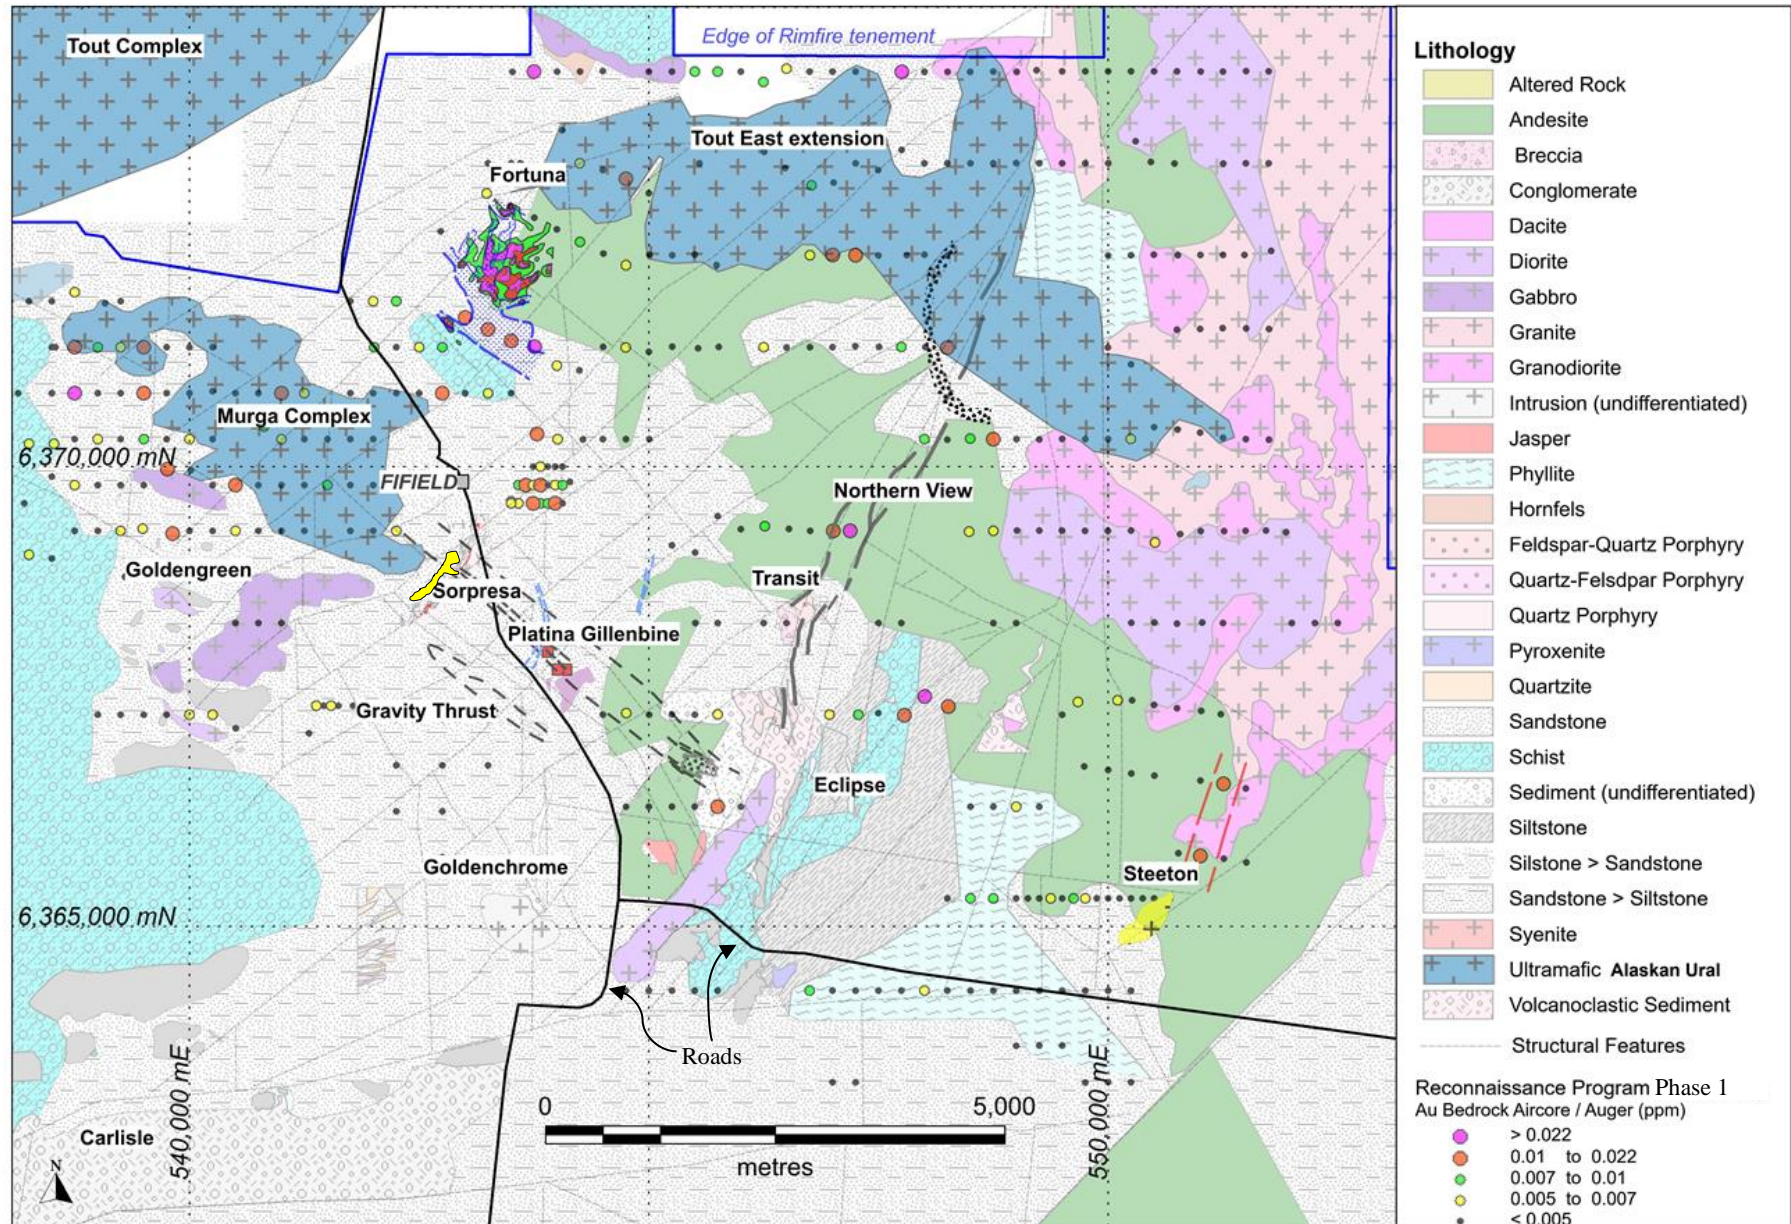 Tout Complex
Edge of Rimfire tenement
Tout East extension
Fortuna
Murga Complex
6,370,000 mN
FIFIELD
Northern View
Goldengreen
Transit
Sorpresa
Platina Gillenbine
Gravity Thrust
Eclipse
Goldenchrome
Steeton
6,365,000 mN
Roads
540,000 mE
550,000 mE
0 5,000
metres
Carlisle
N
Lithology
Altered Rock
Andesite
Breccia
Conglomerate
Dacite
Diorite
Gabbro
Granite
Granodiorite
Intrusion (undifferentiated)
Jasper
Phyllite
Hornfels
Feldspar-Quartz Porphyry
Quartz-Felsdpar Porphyry
Quartz Porphyry
Pyroxenite
Quartzite
Sandstone
Schist
Sediment (undifferentiated)
Siltstone
Silstone > Sandstone
Sandstone > Siltstone
Syenite
Ultramafic Alaskan Ural
Volcanoclastic Sediment
Structural Features
Reconnaissance Program Phase 1
Au Bedrock Aircore / Auger (ppm)
> 0.022
0.01 to 0.022
0.007 to 0.01
0.005 to 0.007
< 0.005